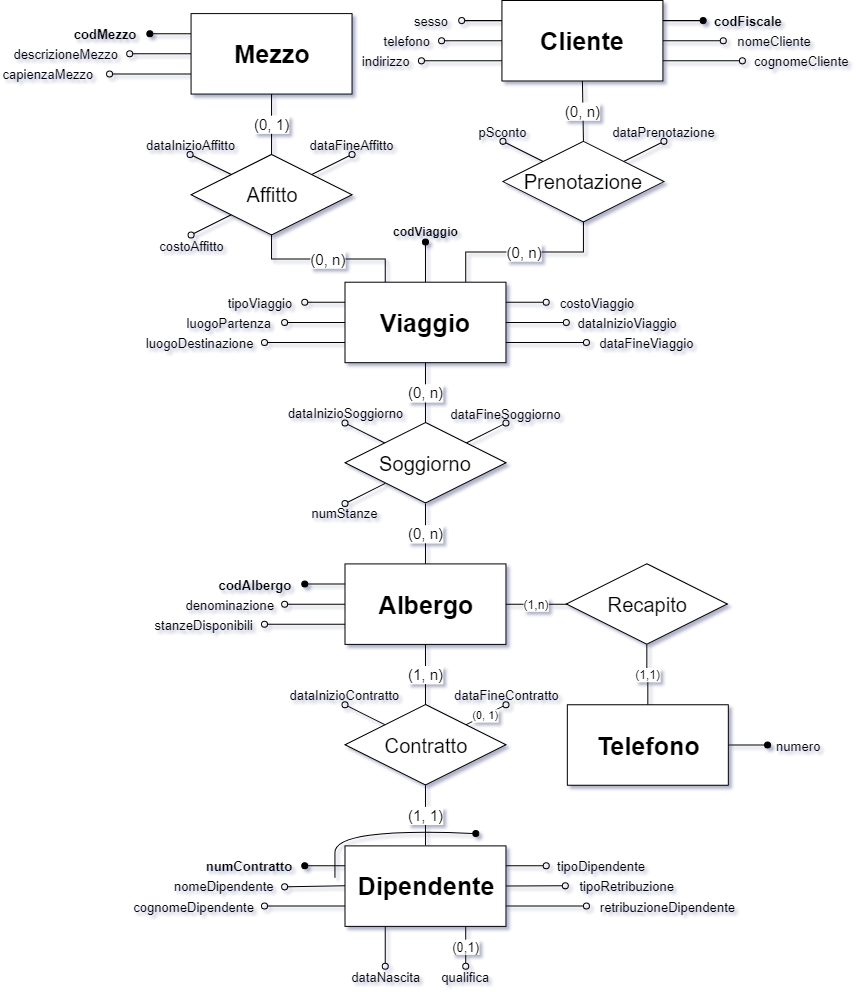 codMezzo
descrizioneMezzo
capienzaMezzo
Mezzo
sesso
telefono
indirizzo
Cliente
codFiscale
nomeCliente
cognomeCliente
(0, 1)
(0, n)
dataInizioAffitto
dataFineAffitto
Affitto
costoAffitto
pSconto
dataPrenotazione
Prenotazione
codViaggio
(0, n)
(0, n)
tipoViaggio
luogoPartenza
luogoDestinazione
Viaggio
costoViaggio
dataInizioViaggio
dataFineViaggio
(0, n)
dataInizioSoggiorno
dataFineSoggiorno
Soggiorno
numStanze
(0, n)
codAlbergo
denominazione
stanzeDisponibili
Albergo
(1,n)
Recapito
(1,1)
Telefono
numero
(1, n)
dataInizioContratto
dataFineContratto
(0, 1)
Contratto
(1, 1)
numContratto
nomeDipendente
cognomeDipendente
Dipendente
tipoDipendente
tipoRetribuzione
retribuzioneDipendente
(0,1)
dataNascita
qualifica